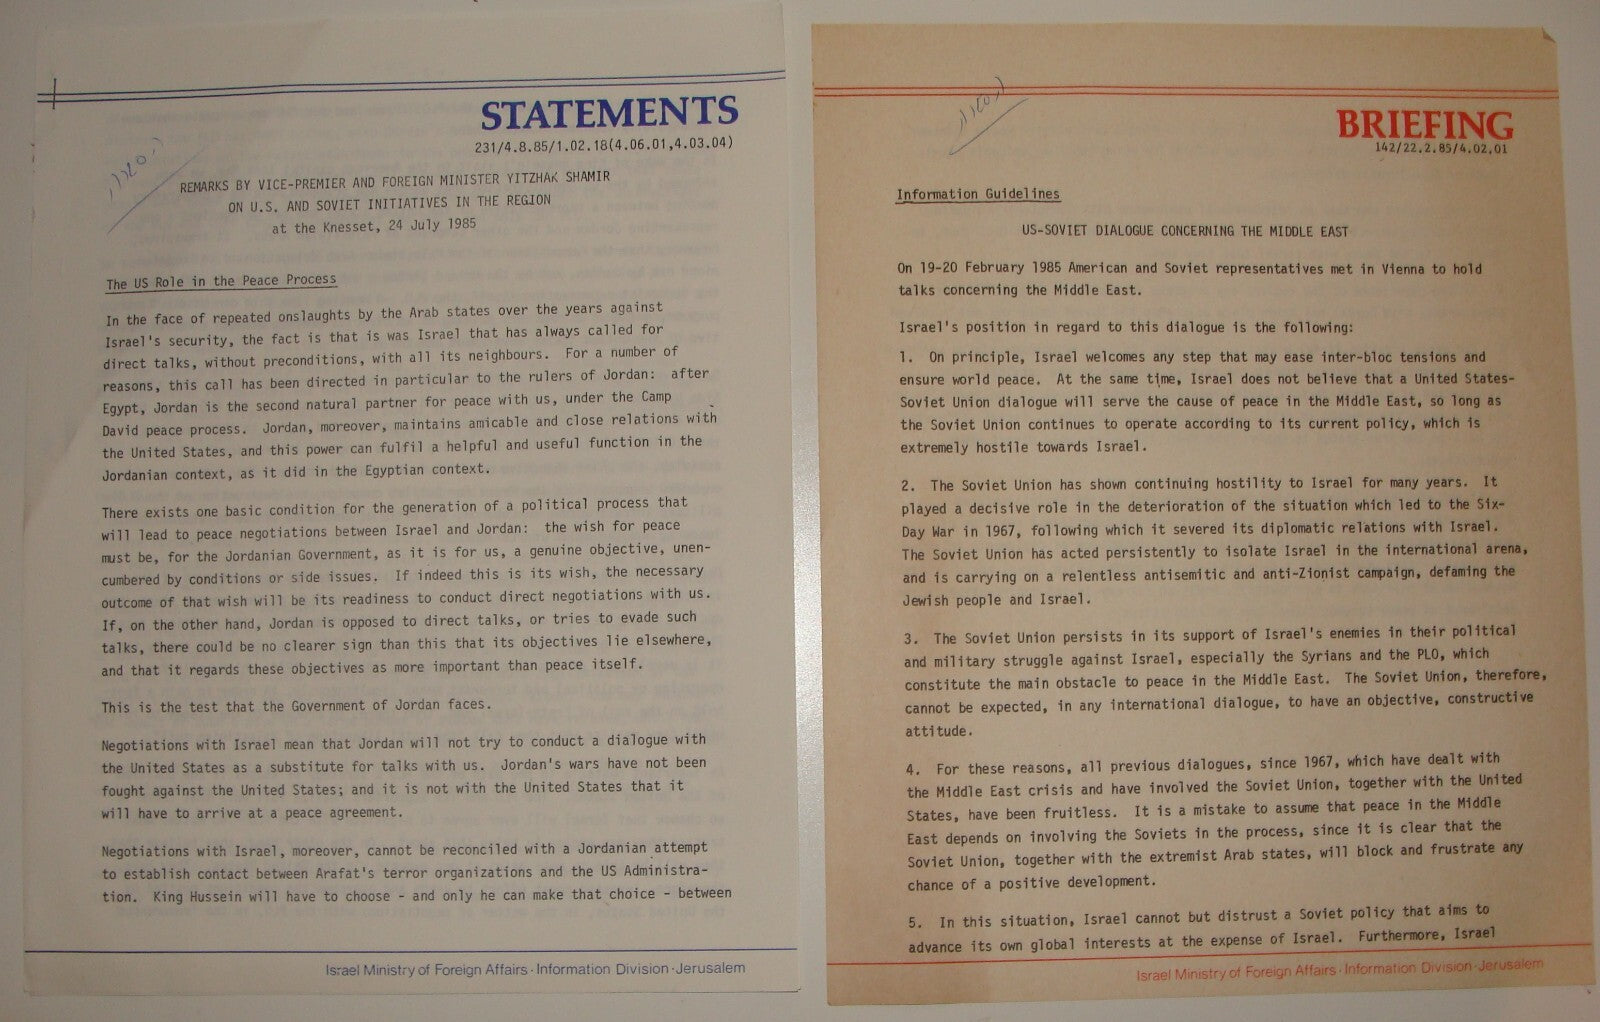 STATEMENTS
231/4.8.85/1.02.18(4.06.01,4.03.04)
REMARKS BY VICE-PREMIER AND FOREIGN MINISTER YITZHAK SHAMIR
ON U.S. AND SOVIET INITIATIVES IN THE REGION
at the Knesset, 24 July 1985
The US Role in the Peace Process
In the face of repeated onslaughts by the Arab states over the years against
Israel's security, the fact is that is was Israel that has always called for
direct talks, without preconditions, with all its neighbours. For a number of
reasons, this call has been directed in particular to the rulers of Jordan: after
Egypt, Jordan is the second natural partner for peace with us, under the Camp
David peace process. Jordan, moreover, maintains amicable and close relations with
the United States, and this power can fulfil a helpful and useful function in the
Jordanian context, as it did in the Egyptian context.
There exists one basic condition for the generation of a political process that
will lead to peace negotiations between Israel and Jordan: the wish for peace
must be, for the Jordanian Government, as it is for us, a genuine objective, unen-
cumbered by conditions or side issues. If indeed this is its wish, the necessary
outcome of that wish will be its readiness to conduct direct negotiations with us.
If, on the other hand, Jordan is opposed to direct talks, or tries to evade such
talks, there could be no clearer sign than this that its objectives lie elsewhere,
and that it regards these objectives as more important than peace itself.
This is the test that the Government of Jordan faces.
Negotiations with Israel mean that Jordan will not try to conduct a dialogue with
the United States as a substitute for talks with us. Jordan's wars have not been
fought against the United States; and it is not with the United States that it
will have to arrive at a peace agreement.
Negotiations with Israel, moreover, cannot be reconciled with a Jordanian attempt
to establish contact between Arafat's terror organizations and the US Administra-
tion. King Hussein will have to choose - and only he can make that choice - between
Israel Ministry of Foreign Affairs · Information Division · Jerusalem
BRIEFING
142/22.2.85/4.02.01
Information Guidelines
US-SOVIET DIALOGUE CONCERNING THE MIDDLE EAST
On 19-20 February 1985 American and Soviet representatives met in Vienna to hold
talks concerning the Middle East.
Israel's position in regard to this dialogue is the following:
1. On principle, Israel welcomes any step that may ease inter-bloc tensions and
ensure world peace. At the same time, Israel does not believe that a United States-
Soviet Union dialogue will serve the cause of peace in the Middle East, so long as
the Soviet Union continues to operate according to its current policy, which is
extremely hostile towards Israel.
2. The Soviet Union has shown continuing hostility to Israel for many years. It
played a decisive role in the deterioration of the situation which led to the Six-
Day War in 1967, following which it severed its diplomatic relations with Israel.
The Soviet Union has acted persistently to isolate Israel in the international arena,
and is carrying on a relentless antisemitic and anti-Zionist campaign, defaming the
Jewish people and Israel.
3. The Soviet Union persists in its support of Israel's enemies in their political
and military struggle against Israel, especially the Syrians and the PLO, which
constitute the main obstacle to peace in the Middle East. The Soviet Union, therefore,
cannot be expected, in any international dialogue, to have an objective, constructive
attitude.
4. For these reasons, all previous dialogues, since 1967, which have dealt with
the Middle East crisis and have involved the Soviet Union, together with the United
States, have been fruitless. It is a mistake to assume that peace in the Middle
East depends on involving the Soviets in the process, since it is clear that the
Soviet Union, together with the extremist Arab states, will block and frustrate any
chance of a positive development.
5. In this situation, Israel cannot but distrust a Soviet policy that aims to
advance its own global interests at the expense of Israel. Furthermore, Israel
Israel Ministry of Foreign Affairs · Information Division · Jerusalem